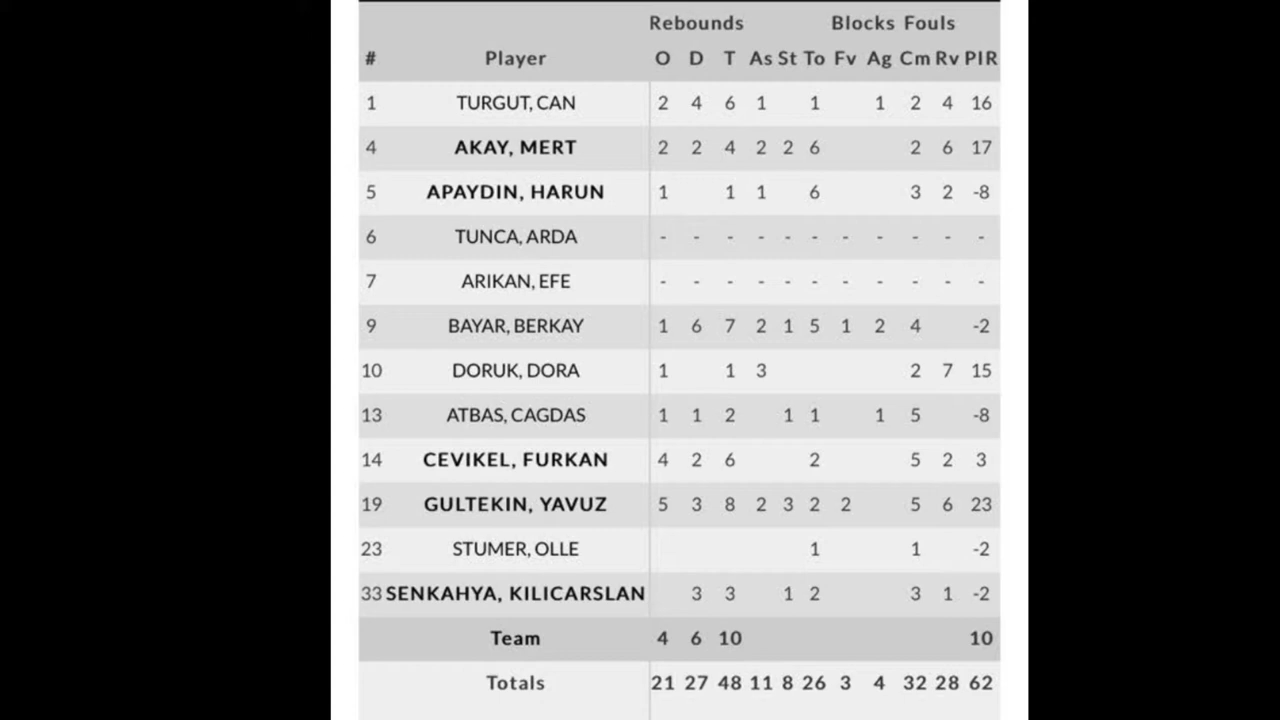 Rebounds Blocks Fouls
# Player O D T As St To Fv Ag Cm Rv PIR
1 TURGUT, CAN 2 4 6 1 1 1 2 4 16
4 AKAY, MERT 2 2 4 2 2 6 2 6 17
5 APAYDIN, HARUN 1 1 1 6 3 2 -8
6 TUNCA, ARDA - - - - - - - - - - -
7 ARIKAN, EFE - - - - - - - - - - -
9 BAYAR, BERKAY 1 6 7 2 1 5 1 2 4 -2
10 DORUK, DORA 1 1 3 2 7 15
13 ATBAS, CAGDAS 1 1 2 1 1 1 5 -8
14 CEVIKEL, FURKAN 4 2 6 2 5 2 3
19 GULTEKIN, YAVUZ 5 3 8 2 3 2 2 5 6 23
23 STUMER, OLLE 1 1 -2
33 SENKAHYA, KILICARSLAN 3 3 1 2 3 1 -2
Team 4 6 10 10
Totals 21 27 48 11 8 26 3 4 32 28 62